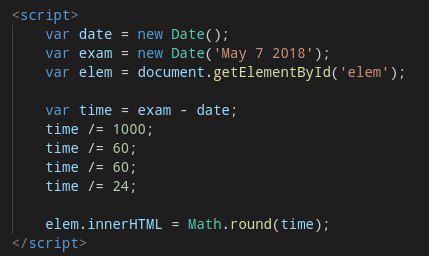 <script>
var date = new Date();
var exam = new Date('May 7 2018');
var elem = document.getElementById('elem');
var time = exam - date;
time /= 1000;
time /= 60;
time /= 60;
time /= 24;
elem.innerHTML = Math.round(time);
</script>